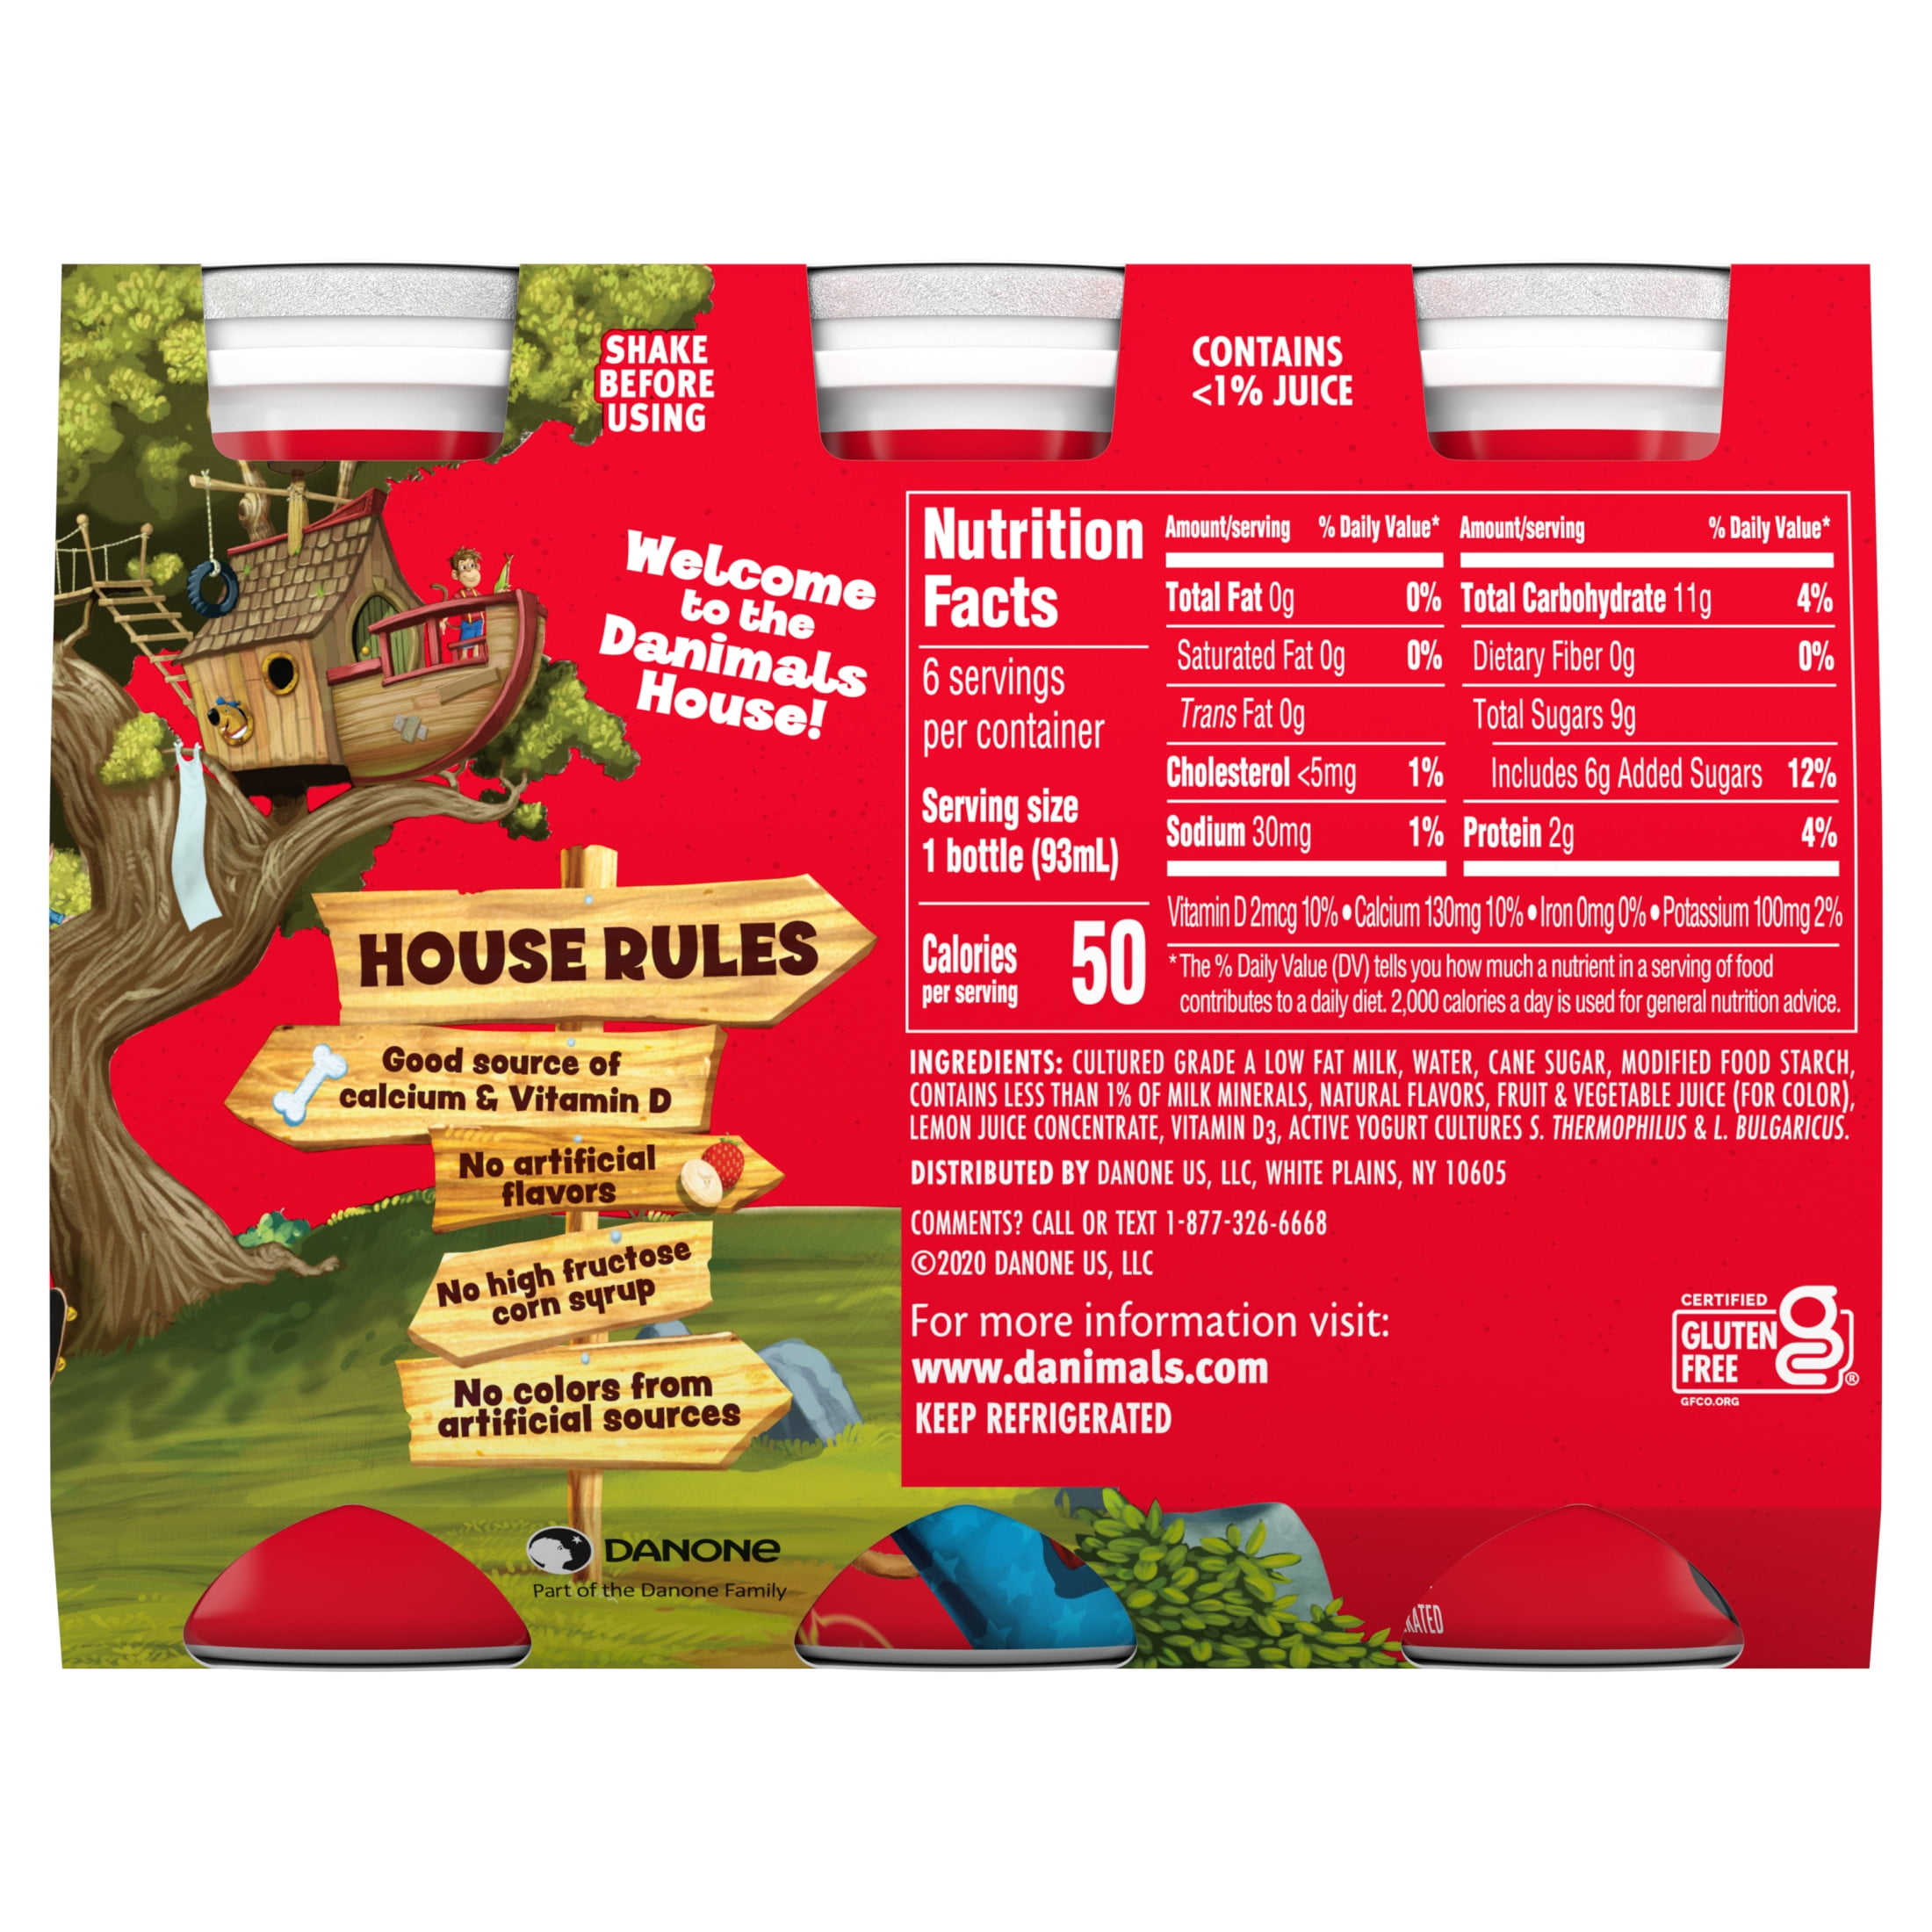 SHAKE
BEFORE
USING
CONTAINS
<1% JUICE
Welcome
to the
Danimals
House!
HOUSE RULES
Good source of
calcium & Vitamin D
No artificial
flavors
No high fructose
corn syrup
No colors from
artificial sources
DANONE
Part of the Danone Family
Nutrition
Facts
6 servings
per container
Serving size
1 bottle (93mL)
Calories
per serving
50
Amount/serving % Daily Value* Amount/serving % Daily Value*
Total Fat 0g 0% Total Carbohydrate 11g 4%
Saturated Fat 0g 0% Dietary Fiber 0g 0%
Trans Fat 0g Total Sugars 9g
Cholesterol <5mg 1% Includes 6g Added Sugars 12%
Sodium 30mg 1% Protein 2g 4%
Vitamin D 2mcg 10% • Calcium 130mg 10% • Iron 0mg 0% • Potassium 100mg 2%
*The % Daily Value (DV) tells you how much a nutrient in a serving of food
contributes to a daily diet. 2,000 calories a day is used for general nutrition advice.
INGREDIENTS: CULTURED GRADE A LOW FAT MILK, WATER, CANE SUGAR, MODIFIED FOOD STARCH,
CONTAINS LESS THAN 1% OF MILK MINERALS, NATURAL FLAVORS, FRUIT & VEGETABLE JUICE (FOR COLOR),
LEMON JUICE CONCENTRATE, VITAMIN D3, ACTIVE YOGURT CULTURES S. THERMOPHILUS & L. BULGARICUS.
DISTRIBUTED BY DANONE US, LLC, WHITE PLAINS, NY 10605
COMMENTS? CALL OR TEXT 1-877-326-6668
©2020 DANONE US, LLC
For more information visit:
www.danimals.com
KEEP REFRIGERATED
CERTIFIED
GLUTEN
FREE
g
®
GFCO.ORG